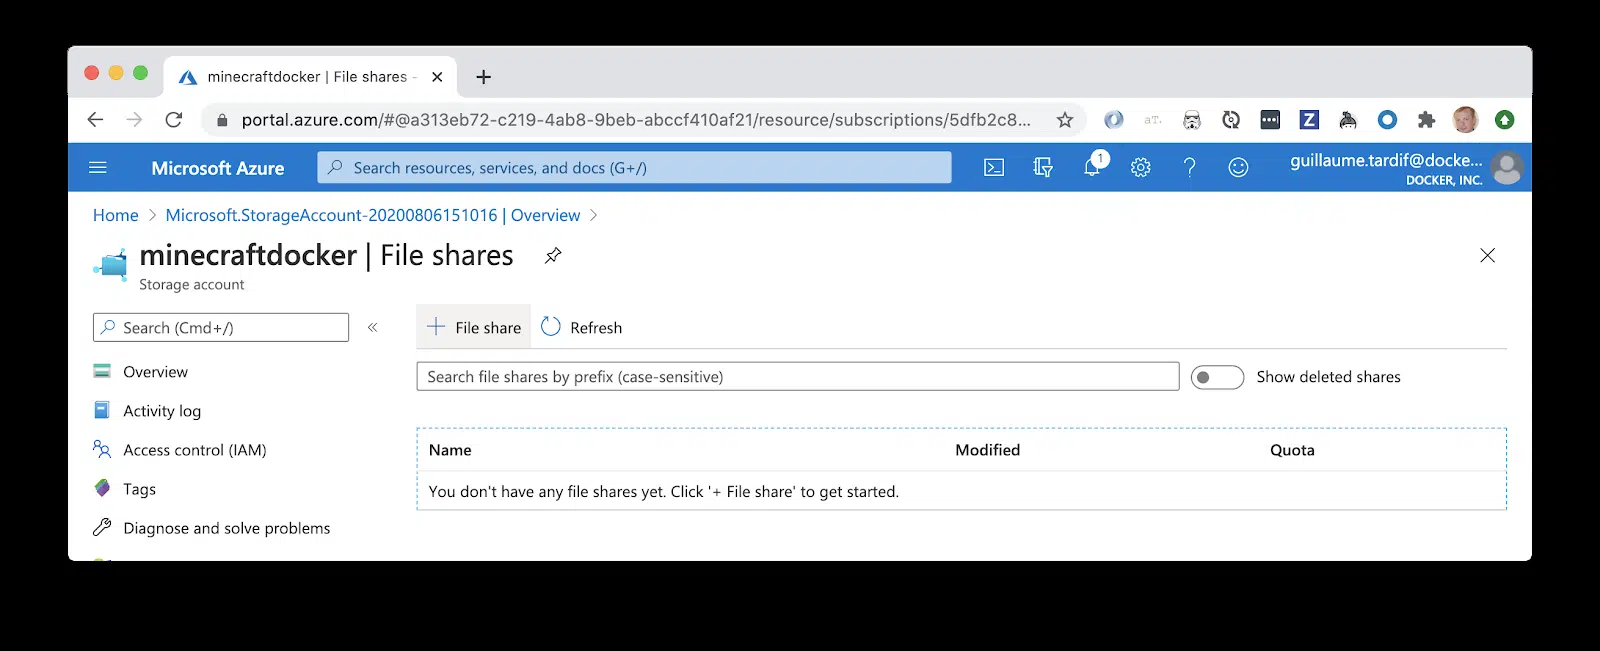 minecraftdocker | File shares -
portal.azure.com/#@a313eb72-c219-4ab8-9beb-abccf410af21/resource/subscriptions/5dfb2c8...
aT.
Z
Microsoft Azure
Search resources, services, and docs (G+/)
1
guillaume.tardif@docke...
DOCKER, INC.
Home > Microsoft.StorageAccount-20200806151016 | Overview >
minecraftdocker | File shares
Storage account
Search (Cmd+/)
«
+ File share
Refresh
Search file shares by prefix (case-sensitive)
Show deleted shares
Overview
Activity log
Access control (IAM)
Tags
Diagnose and solve problems
Name Modified Quota
You don't have any file shares yet. Click '+ File share' to get started.